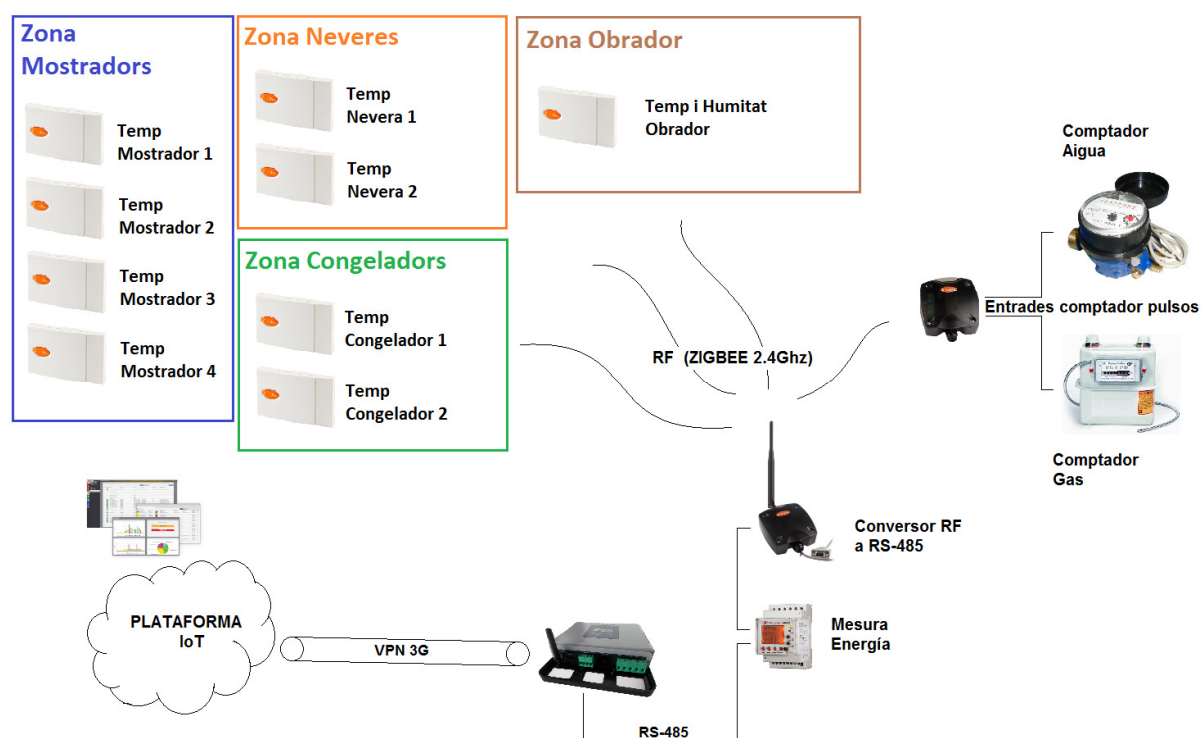 Zona
Mostradors
Temp
Mostrador 1
Temp
Mostrador 2
Temp
Mostrador 3
Temp
Mostrador 4
Zona Neveres
Temp
Nevera 1
Temp
Nevera 2
Zona Congeladors
Temp
Congelador 1
Temp
Congelador 2
Zona Obrador
Temp i Humitat
Obrador
RF (ZIGBEE 2.4Ghz)
Comptador
Aigua
Entrades comptador pulsos
Comptador
Gas
Conversor RF
a RS-485
Mesura
Energía
PLATAFORMA
IoT
VPN 3G
RS-485